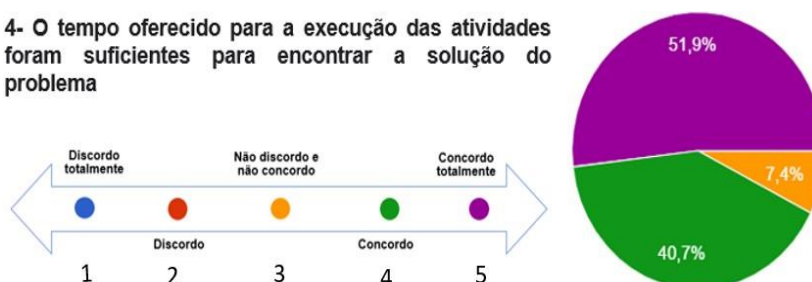 4- O tempo oferecido para a execução das atividades
foram suficientes para encontrar a solução do
problema
51,9%
7,4%
40,7%
Discordo
totalmente
Não discordo e
não concordo
Concordo
totalmente
Discordo
Concordo
1 2 3 4 5